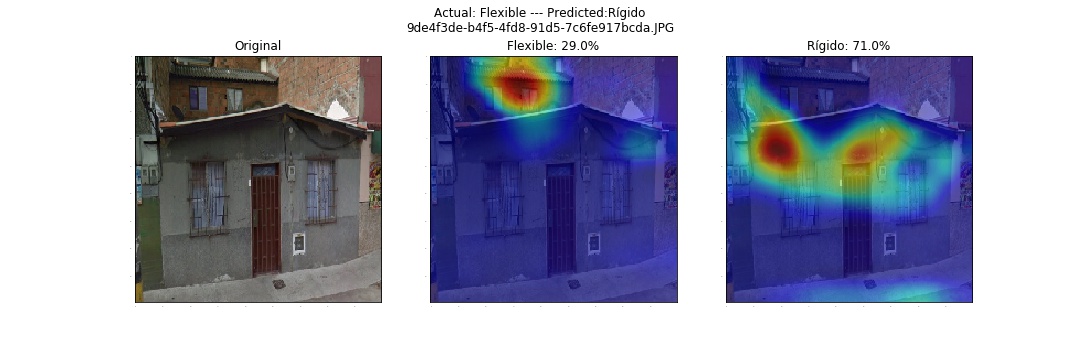 Actual: Flexible --- Predicted:Rígido
9de4f3de-b4f5-4fd8-91d5-7c6fe917bcda.JPG
Original
Flexible: 29.0%
Rígido: 71.0%